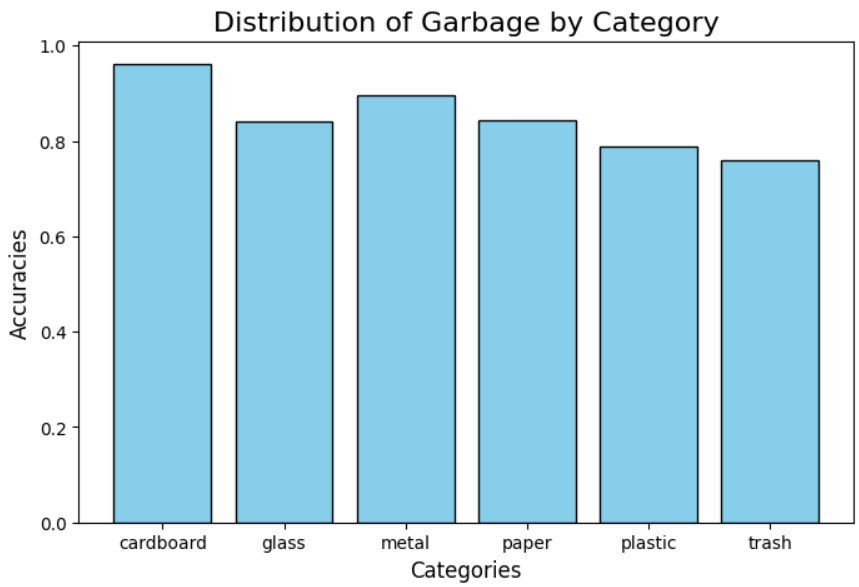 Distribution of Garbage by Category
1.0
0.8
0.6
0.4
0.2
0.0
Accuracies
cardboard glass metal paper plastic trash
Categories